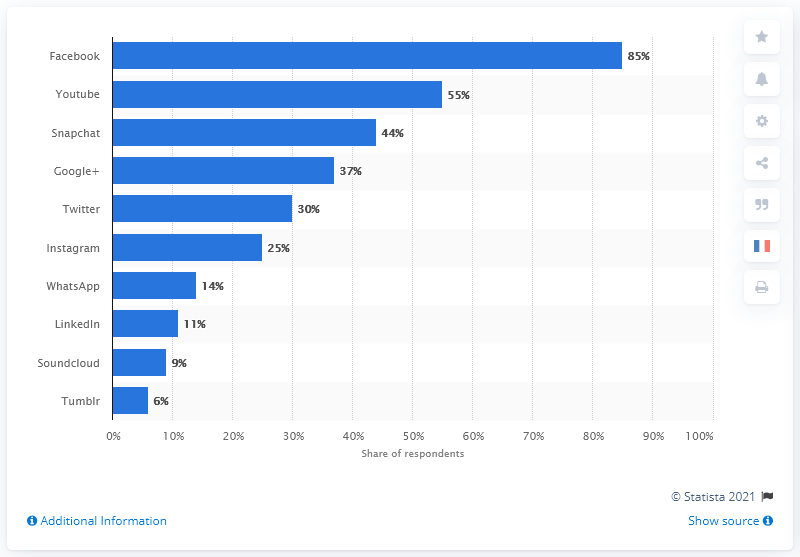 Facebook 85%
Youtube 55%
Snapchat 44%
Google+ 37%
Twitter 30%
Instagram 25%
WhatsApp 14%
LinkedIn 11%
Soundcloud 9%
Tumblr 6%
0% 10% 20% 30% 40% 50% 60% 70% 80% 90% 100%
Share of respondents
© Statista 2021
Additional Information Show source